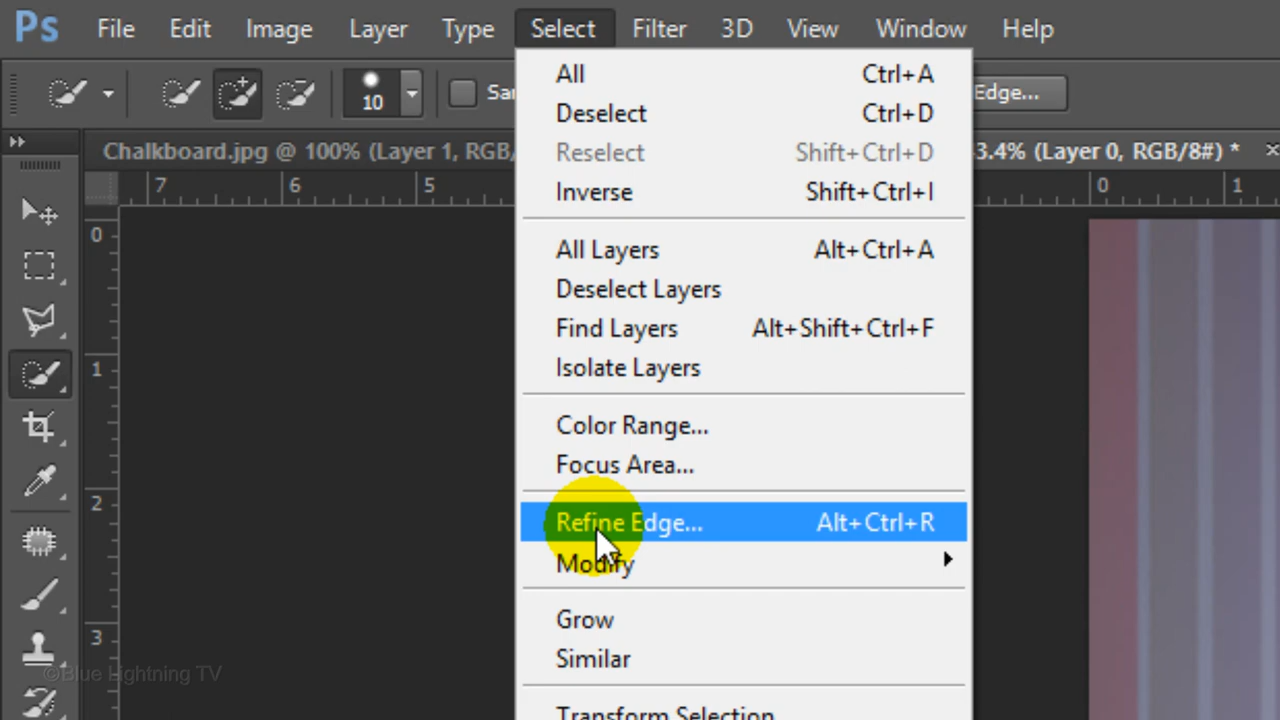 Ps File Edit Image Layer Type Select Filter 3D View Window Help
10 Edge...
Chalkboard.jpg @ 100% (Layer 1, RGB/ 3.4% (Layer 0, RGB/8#) * ×
7 6 5 0 1
0
1
2
3
All Ctrl+A
Deselect Ctrl+D
Reselect Shift+Ctrl+D
Inverse Shift+Ctrl+I
All Layers Alt+Ctrl+A
Deselect Layers
Find Layers Alt+Shift+Ctrl+F
Isolate Layers
Color Range...
Focus Area...
Refine Edge... Alt+Ctrl+R
Modify
Grow
Similar
Transform Selection
©Blue Lightning TV